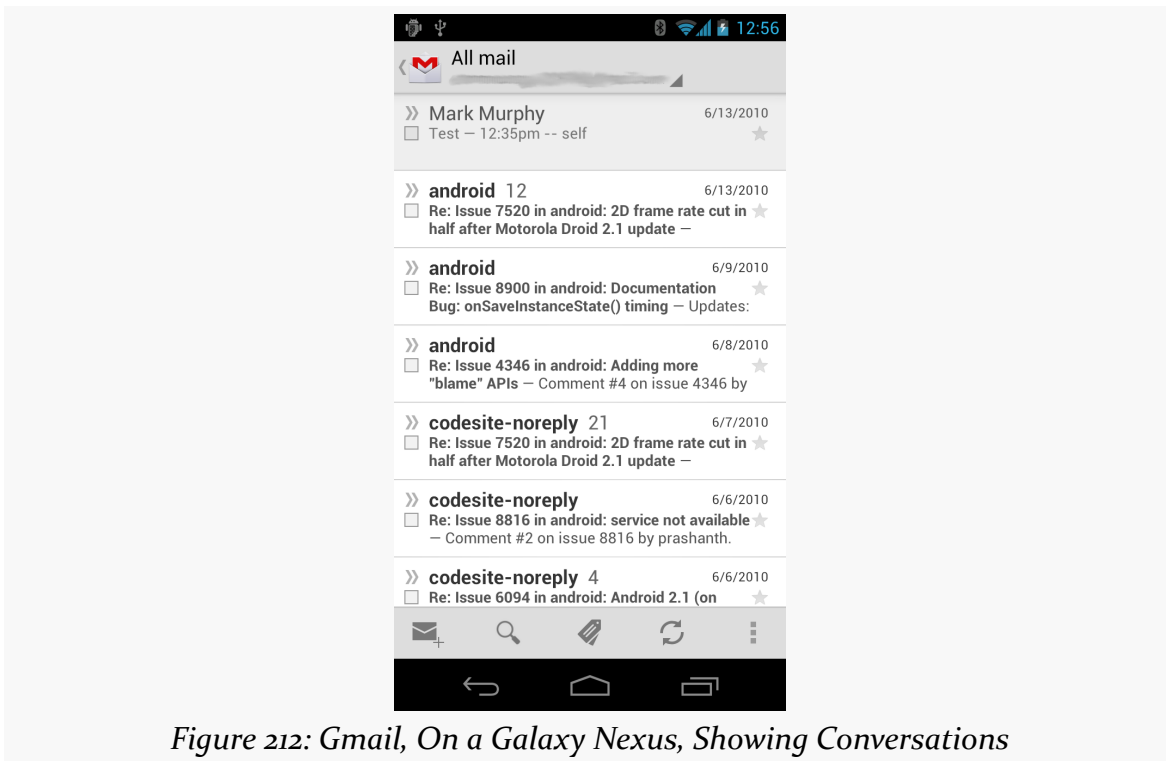 12:56
All mail
Mark Murphy 6/13/2010
Test — 12:35pm -- self
android 12 6/13/2010
Re: Issue 7520 in android: 2D frame rate cut in
half after Motorola Droid 2.1 update —
android 6/9/2010
Re: Issue 8900 in android: Documentation
Bug: onSaveInstanceState() timing — Updates:
android 6/8/2010
Re: Issue 4346 in android: Adding more
"blame" APIs — Comment #4 on issue 4346 by
codesite-noreply 21 6/7/2010
Re: Issue 7520 in android: 2D frame rate cut in
half after Motorola Droid 2.1 update —
codesite-noreply 6/6/2010
Re: Issue 8816 in android: service not available
— Comment #2 on issue 8816 by prashanth.
codesite-noreply 4 6/6/2010
Re: Issue 6094 in android: Android 2.1 (on
Figure 212: Gmail, On a Galaxy Nexus, Showing Conversations